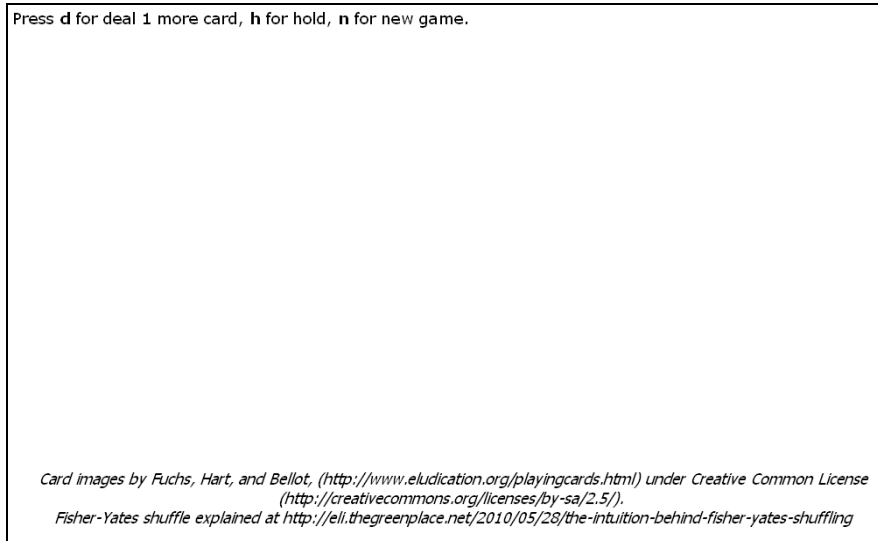 Press d for deal 1 more card, h for hold, n for new game.
Card images by Fuchs, Hart, and Bellot, (http://www.eludication.org/playingcards.html) under Creative Common License
(http://creativecommons.org/licenses/by-sa/2.5/).
Fisher-Yates shuffle explained at http://eli.thegreenplace.net/2010/05/28/the-intuition-behind-fisher-yates-shuffling